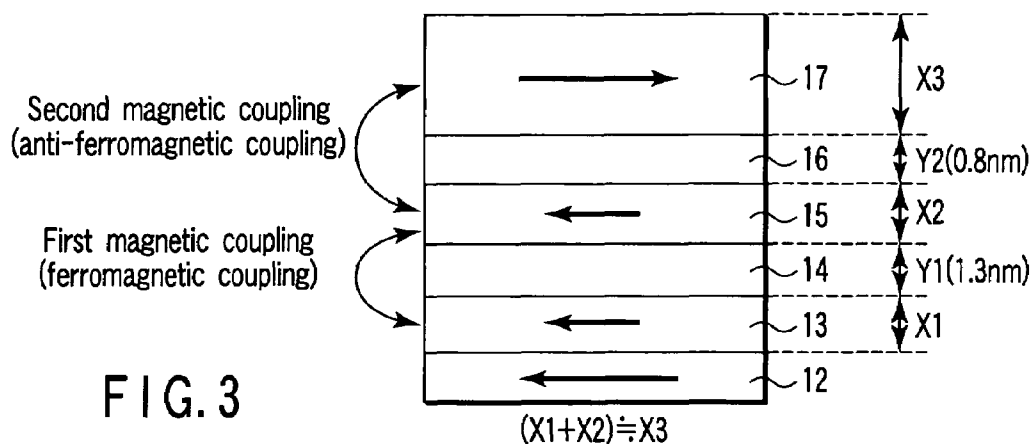 17
X3
Second magnetic coupling
(anti-ferromagnetic coupling)
16
Y2(0.8nm)
15
X2
First magnetic coupling
(ferromagnetic coupling)
14
Y1(1.3nm)
13
X1
12
FIG.3
(X1+X2)≒X3